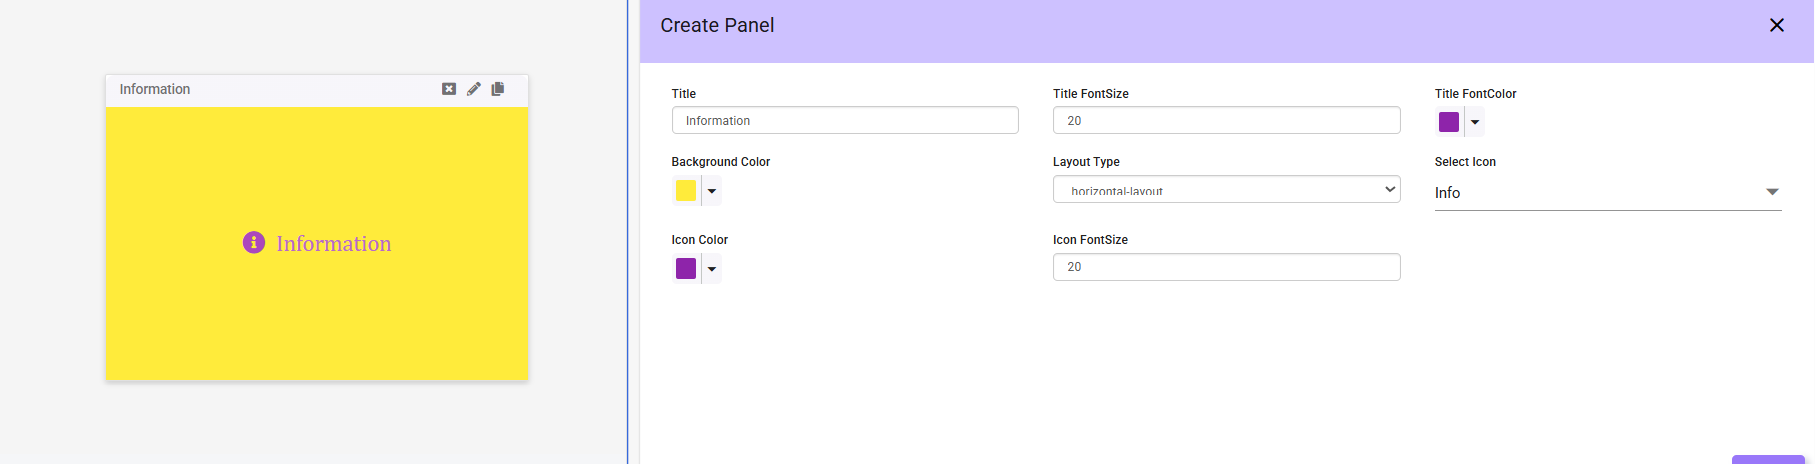 Create Panel
Information
Title
Title FontSize
Title FontColor
Information
20
Background Color
Layout Type
Select Icon
horizontal-layout
Info
Information
Icon Color
Icon FontSize
20